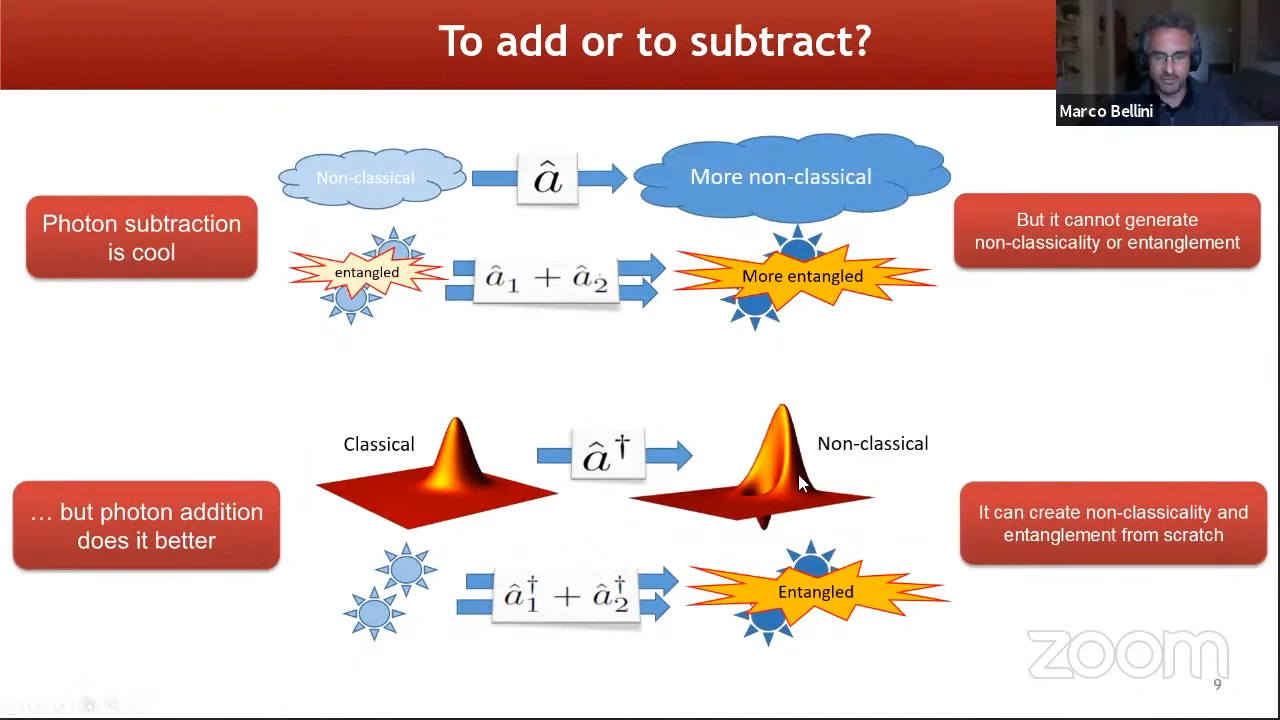 To add or to subtract?
Marco Bellini
Non-classical
â
More non-classical
Photon subtraction
is cool
But it cannot generate
non-classicality or entanglement
entangled
â₁ + â₂
More entangled
Classical
â†
Non-classical
… but photon addition
does it better
It can create non-classicality and
entanglement from scratch
â₁† + â₂†
Entangled
zoom
9